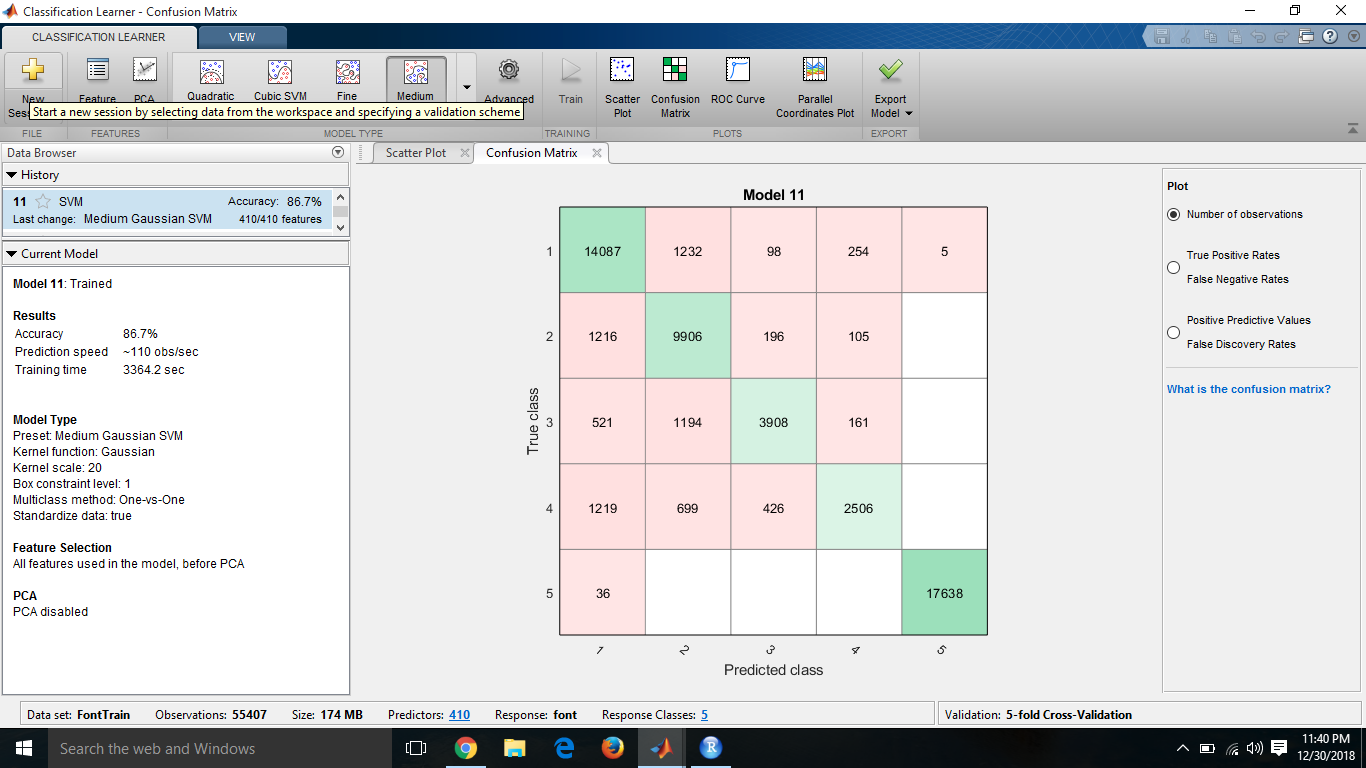 Classification Learner - Confusion Matrix
CLASSIFICATION LEARNER VIEW
New Feature PCA Quadratic Cubic SVM Fine Medium Advanced Train Scatter Plot Confusion Matrix ROC Curve Parallel Coordinates Plot Export Model
Start a new session by selecting data from the workspace and specifying a validation scheme
FILE FEATURES MODEL TYPE TRAINING PLOTS EXPORT
Data Browser
History
11 SVM Accuracy: 86.7%
Last change: Medium Gaussian SVM 410/410 features
Current Model
Model 11: Trained
Results
Accuracy 86.7%
Prediction speed ~110 obs/sec
Training time 3364.2 sec
Model Type
Preset: Medium Gaussian SVM
Kernel function: Gaussian
Kernel scale: 20
Box constraint level: 1
Multiclass method: One-vs-One
Standardize data: true
Feature Selection
All features used in the model, before PCA
PCA
PCA disabled
Scatter Plot Confusion Matrix
Model 11
True class
1 14087 1232 98 254 5
2 1216 9906 196 105
3 521 1194 3908 161
4 1219 699 426 2506
5 36 17638
1 2 3 4 5
Predicted class
Plot
Number of observations
True Positive Rates
False Negative Rates
Positive Predictive Values
False Discovery Rates
What is the confusion matrix?
Data set: FontTrain Observations: 55407 Size: 174 MB Predictors: 410 Response: font Response Classes: 5 Validation: 5-fold Cross-Validation
Search the web and Windows
11:40 PM
12/30/2018